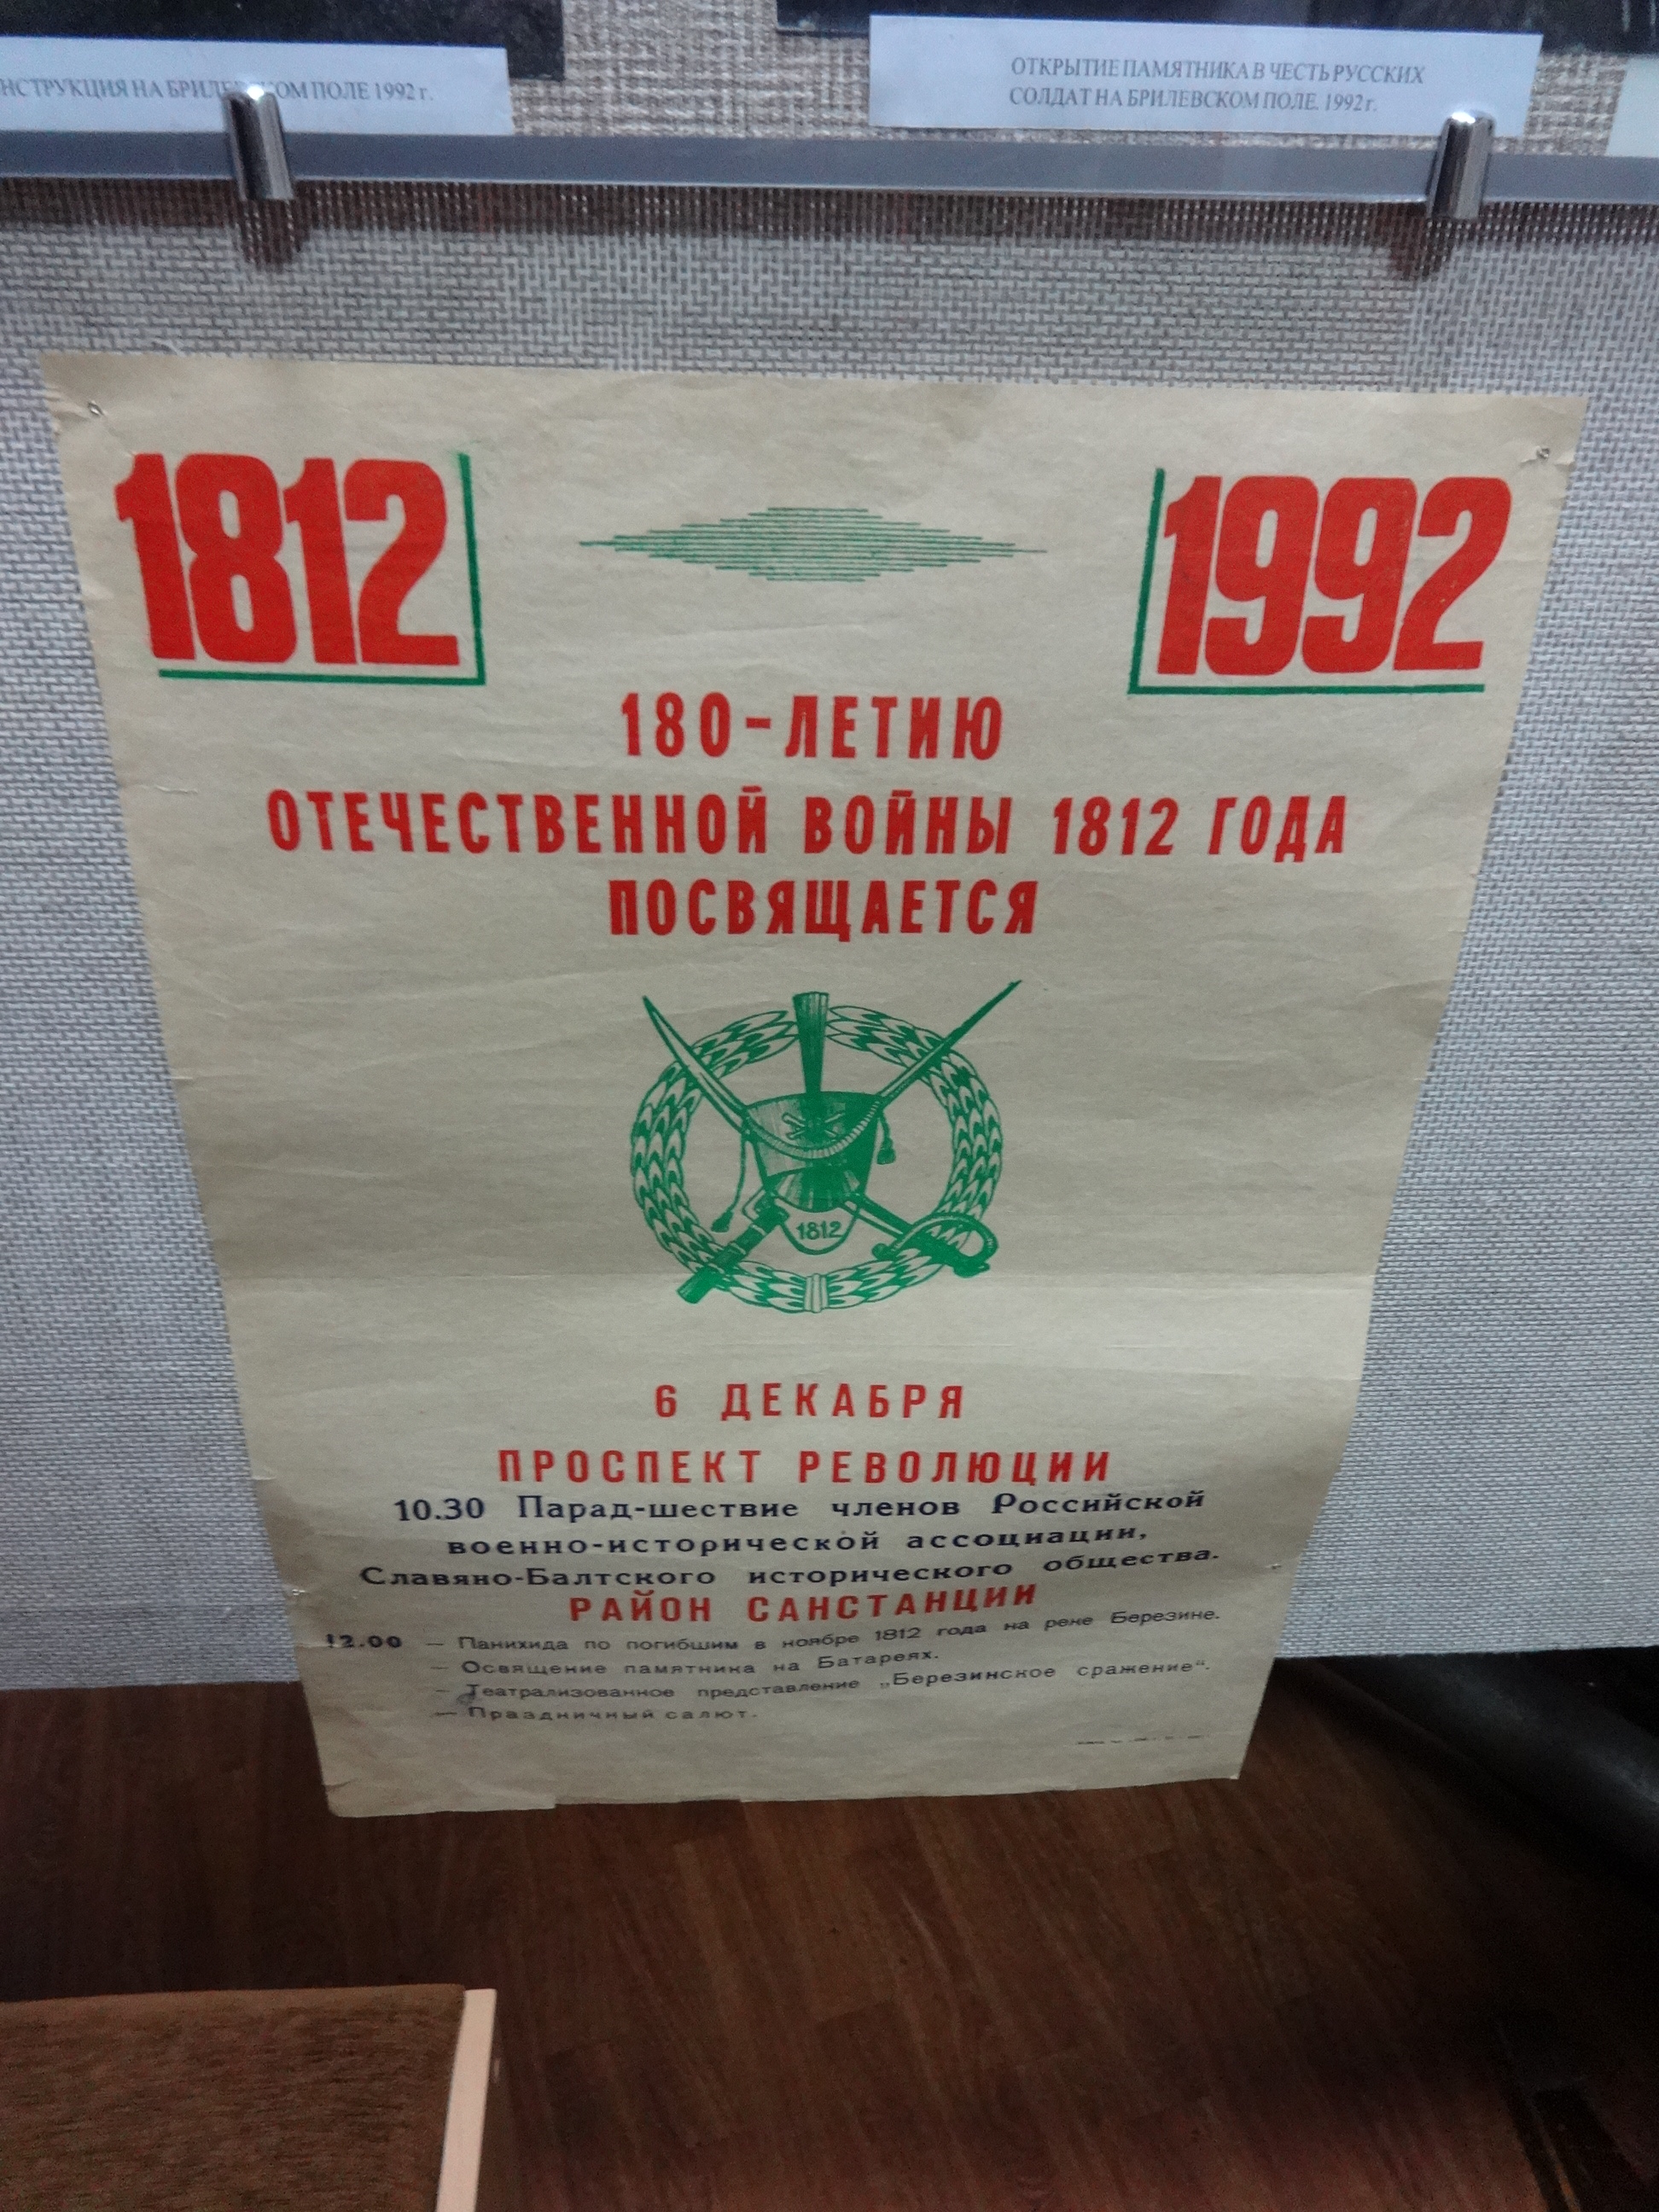 НСТРУКЦИЯ НА БРИЛЕВСКОМ ПОЛЕ 1992 г.
ОТКРЫТИЕ ПАМЯТНИКА В ЧЕСТЬ РУССКИХ
СОЛДАТ НА БРИЛЕВСКОМ ПОЛЕ. 1992 г.
1812
1992
180-ЛЕТИЮ
ОТЕЧЕСТВЕННОЙ ВОЙНЫ 1812 ГОДА
ПОСВЯЩАЕТСЯ
1812
6 ДЕКАБРЯ
ПРОСПЕКТ РЕВОЛЮЦИИ
10.30 Парад-шествие членов Российской
военно-исторической ассоциации,
Славяно-Балтского исторического общества.
РАЙОН САНСТАНЦИИ
12.00 — Панихида по погибшим в ноябре 1812 года на реке Березине.
— Освящение памятника на Батареях.
— Театрализованное представление „Березинское сражение“.
— Праздничный салют.